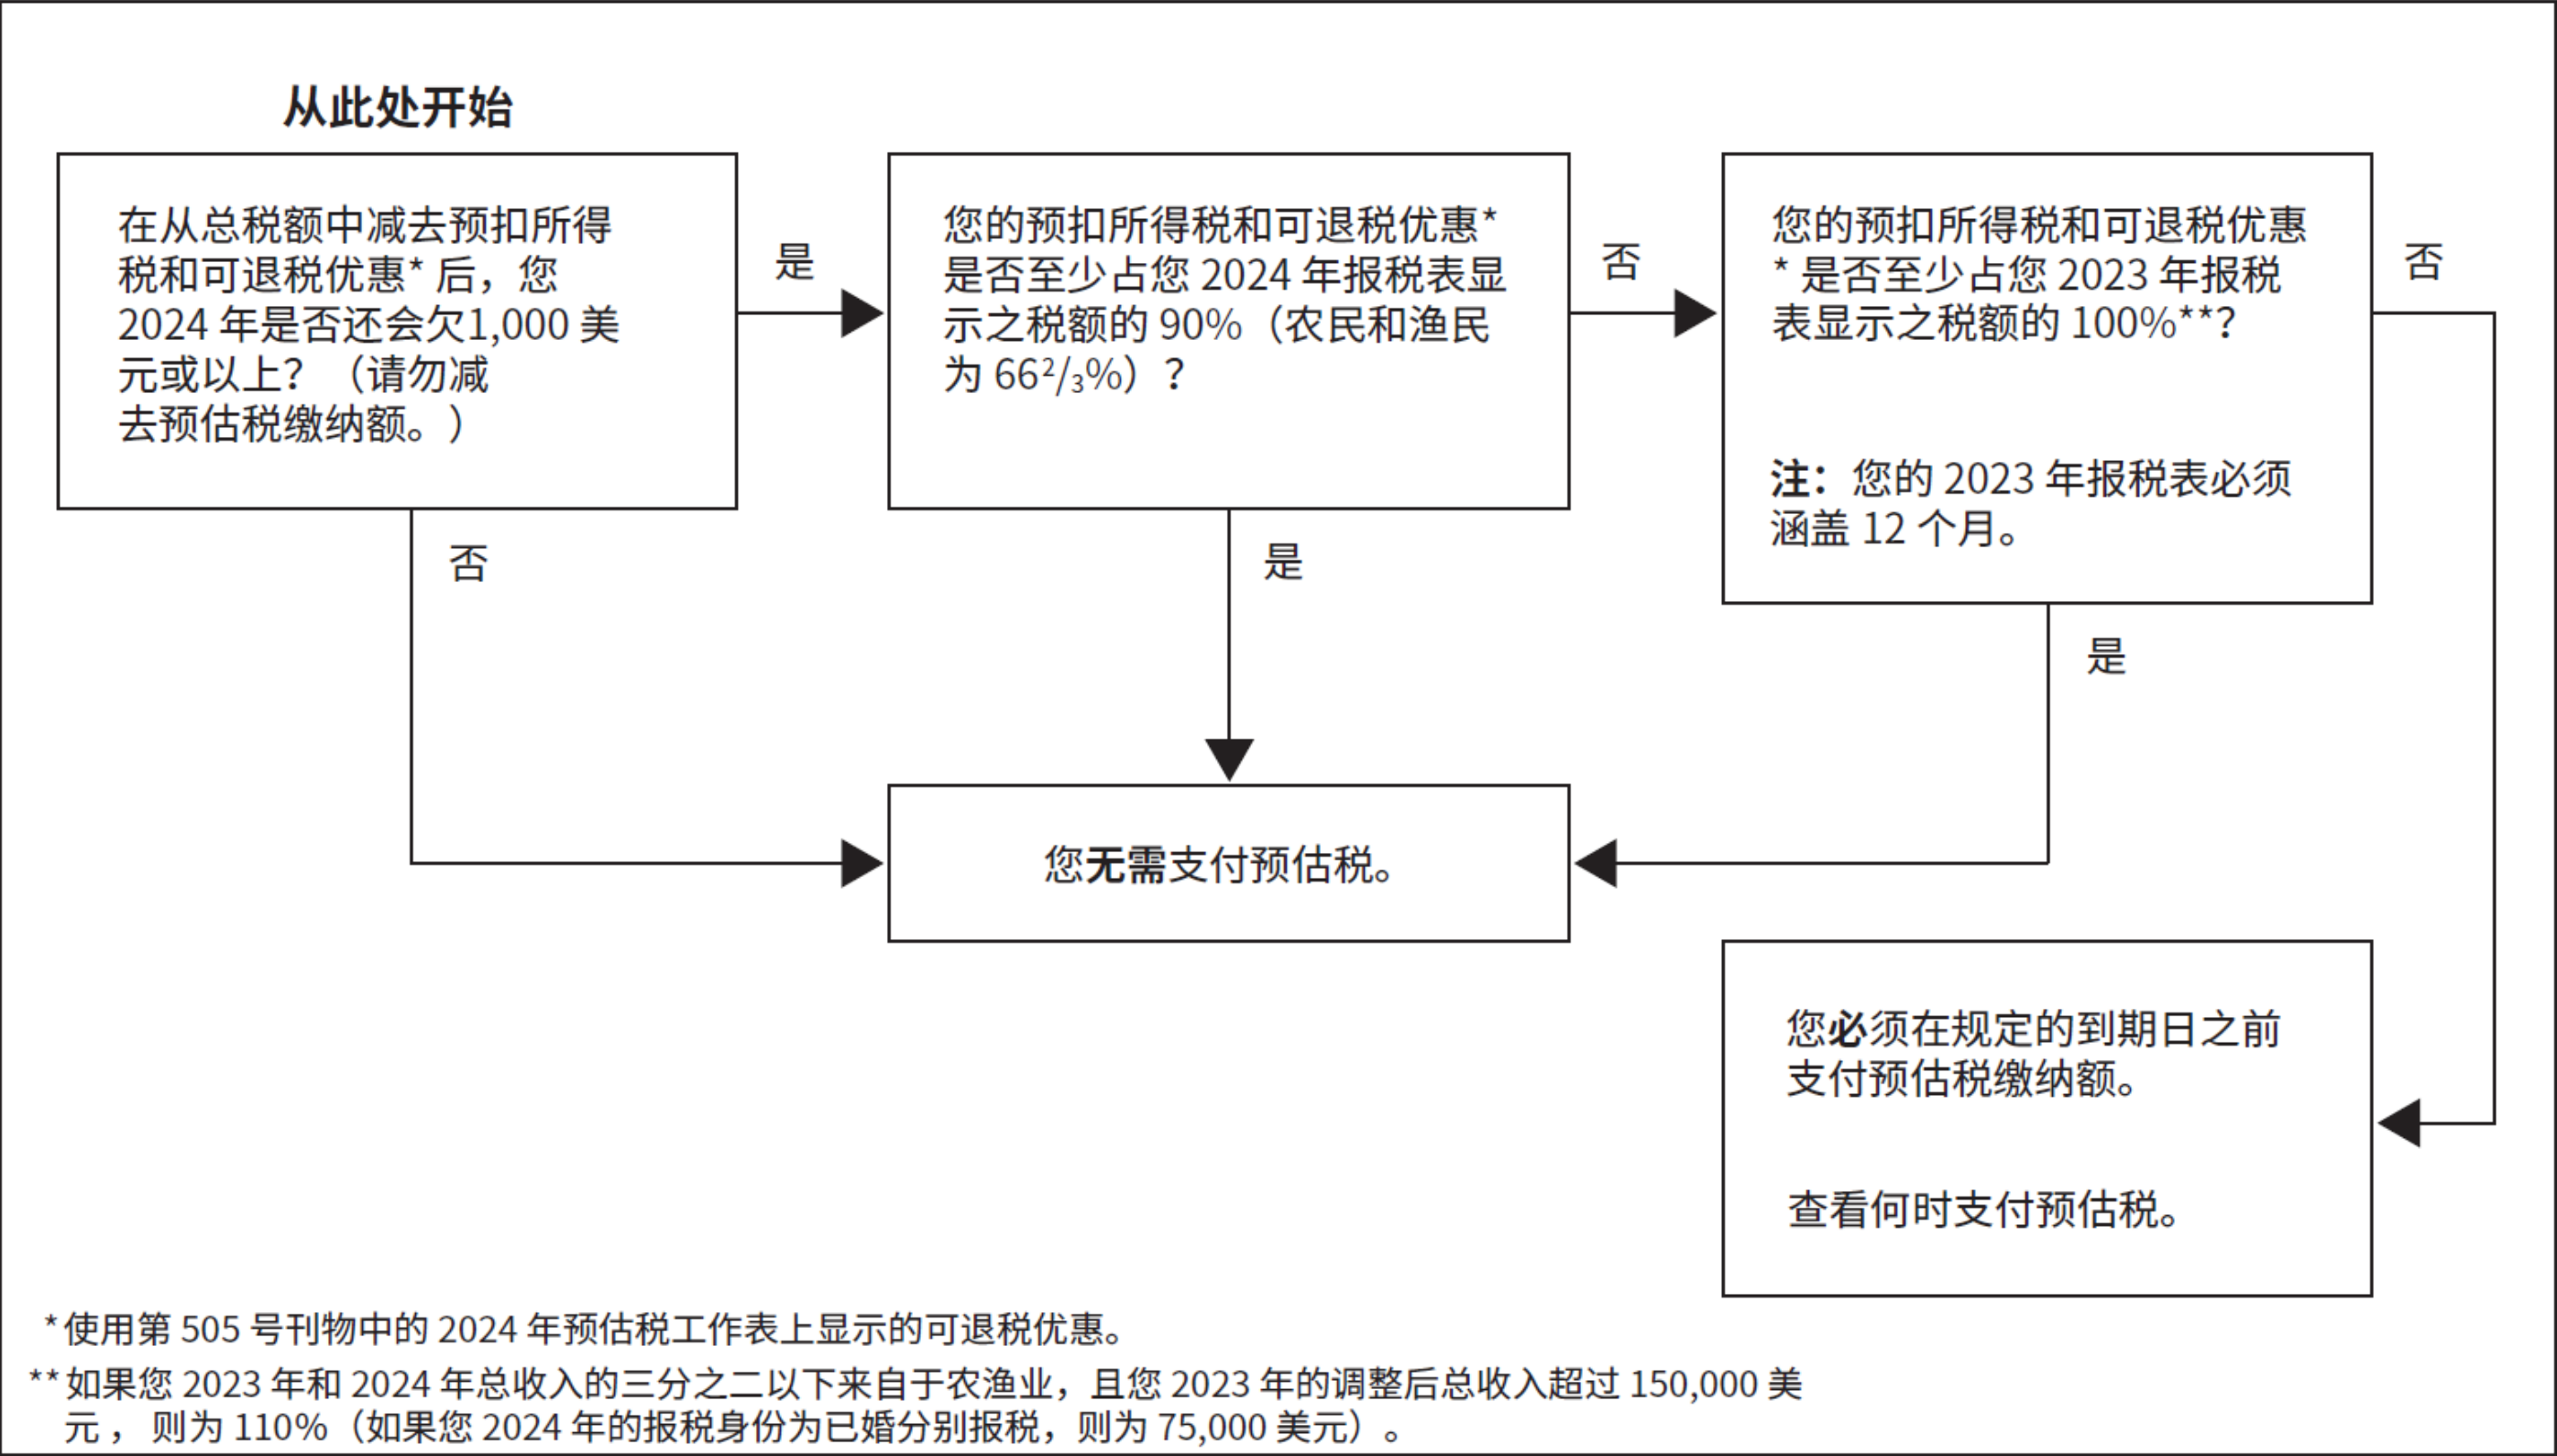 从此处开始
在从总税额中减去预扣所得
税和可退税优惠* 后，您
2024 年是否还会欠1,000 美
元或以上？（请勿减
去预估税缴纳额。）
是
您的预扣所得税和可退税优惠*
是否至少占您 2024 年报税表显
示之税额的 90%（农民和渔民
为 66²/₃%）？
否
您的预扣所得税和可退税优惠
* 是否至少占您 2023 年报税
表显示之税额的 100%**？
注：您的 2023 年报税表必须
涵盖 12 个月。
否
否
是
是
您无需支付预估税。
您必须在规定的到期日之前
支付预估税缴纳额。
查看何时支付预估税。
*使用第 505 号刊物中的 2024 年预估税工作表上显示的可退税优惠。
**如果您 2023 年和 2024 年总收入的三分之二以下来自于农渔业，且您 2023 年的调整后总收入超过 150,000 美
元， 则为 110%（如果您 2024 年的报税身份为已婚分别报税，则为 75,000 美元）。